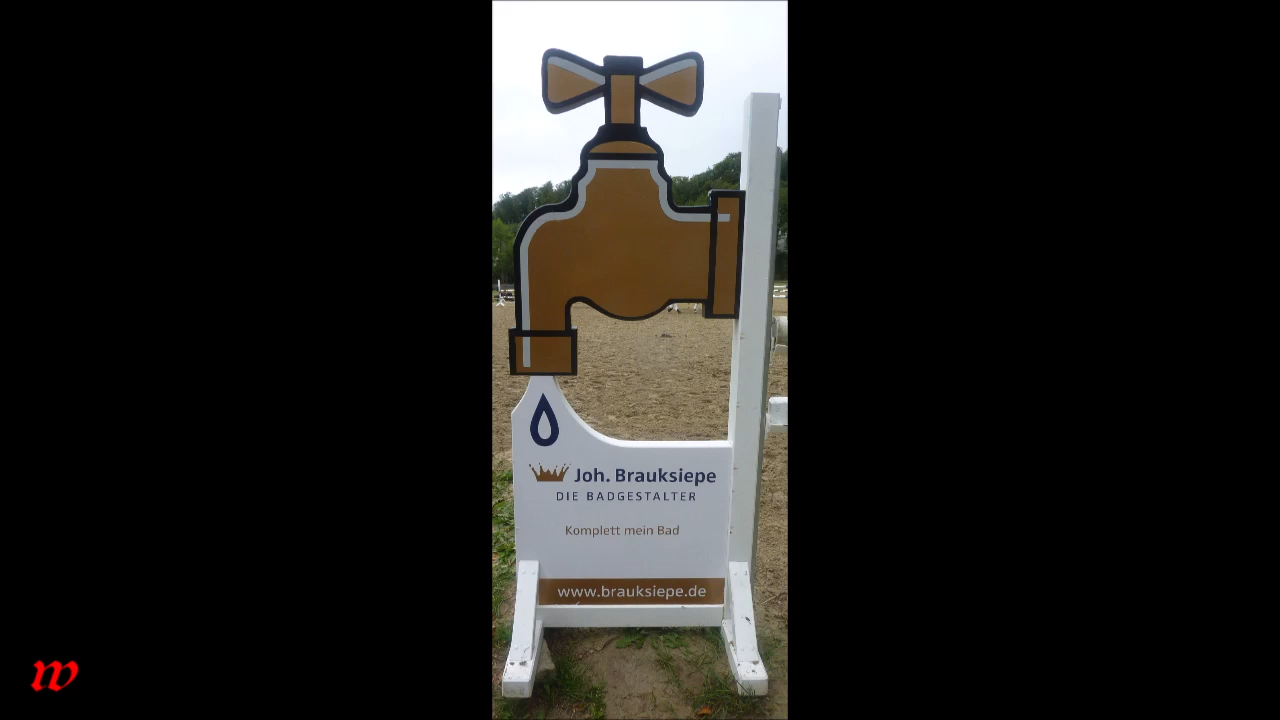 Joh. Brauksiepe
DIE BADGESTALTER
Komplett mein Bad
www.brauksiepe.de
w